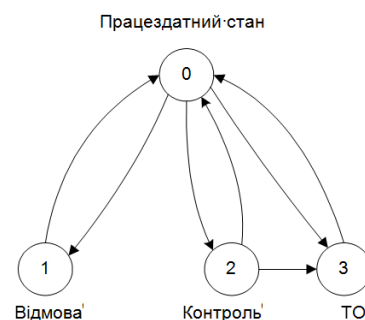 Працездатний·стан
0
1
2
3
Відмова
Контроль
ТО